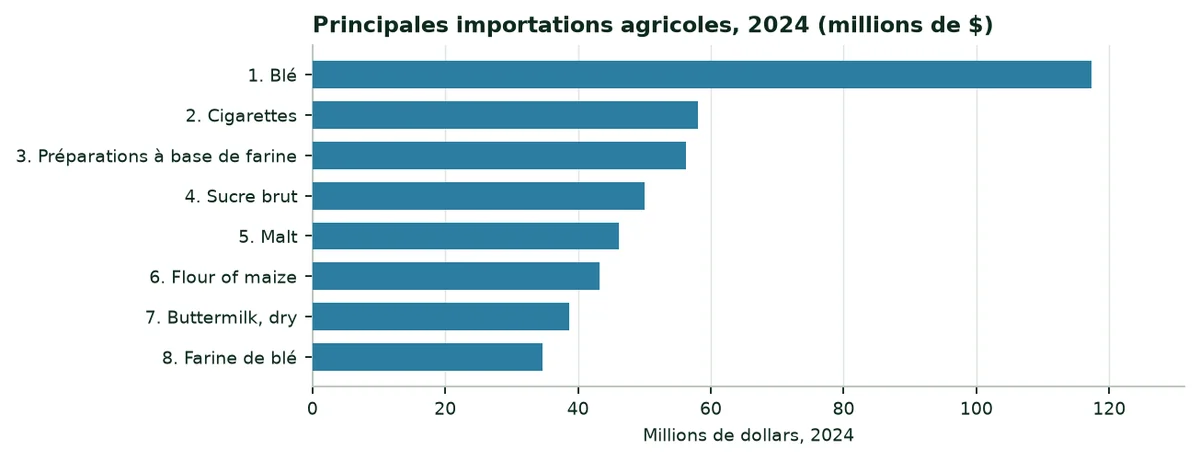 Principales importations agricoles, 2024 (millions de $)
1. Blé
2. Cigarettes
3. Préparations à base de farine
4. Sucre brut
5. Malt
6. Flour of maize
7. Buttermilk, dry
8. Farine de blé
0 20 40 60 80 100 120
Millions de dollars, 2024